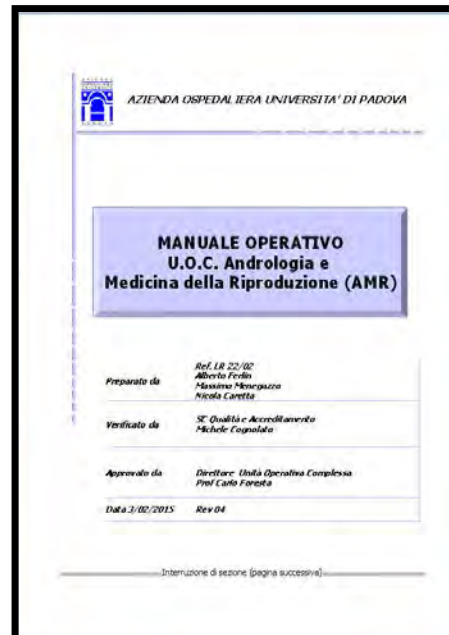 AZIENDA OSPEDALIERA UNIVERSITA' DI PADOVA
MANUALE OPERATIVO
U.O.C. Andrologia e
Medicina della Riproduzione (AMR)
Preparato da
Ref. LR 22/02
Alberto Ferlin
Massimo Menegazzo
Nicola Caretta
Verificato da
SC Qualità e Accreditamento
Michele Cognolato
Approvato da
Direttore Unità Operativa Complessa
Prof Carlo Foresta
Data 3/02/2015 Rev 04
Interruzione di sezione (pagina successiva)